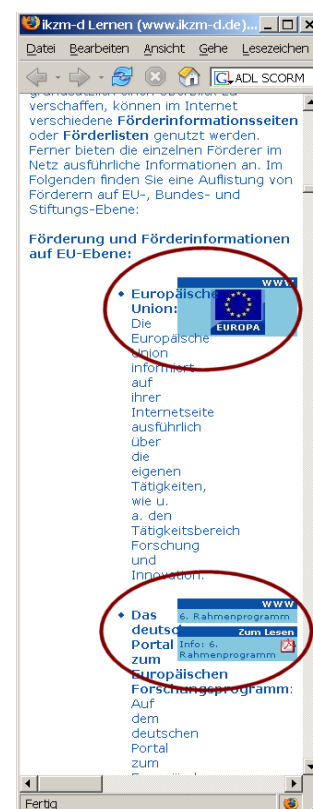 ikzm-d Lernen (www.ikzm-d.de)...
Datei Bearbeiten Ansicht Gehe Lesezeichen
ADL SCORM
verschaffen, können im Internet
verschiedene Förderinformationsseiten
oder Förderlisten genutzt werden.
Ferner bieten die einzelnen Förderer im
Netz ausführliche Informationen an. Im
Folgenden finden Sie eine Auflistung von
Förderern auf EU-, Bundes- und
Stiftungs-Ebene:
Förderung und Förderinformationen
auf EU-Ebene:
WWW
EUROPA
• Europäische
Union:
Die
Europäische
Union
informiert
auf
ihrer
Internetseite
ausführlich
über
die
eigenen
Tätigkeiten,
wie u.
a. den
Tätigkeitsbereich
Forschung
und
Innovation.
WWW
6. Rahmenprogramm
Zum Lesen
Info: 6.
Rahmenprogramm
• Das
deutsc
Portal
zum
Europäischen
Forschungsprogramm:
Auf
dem
deutschen
Portal
zum
Fertig